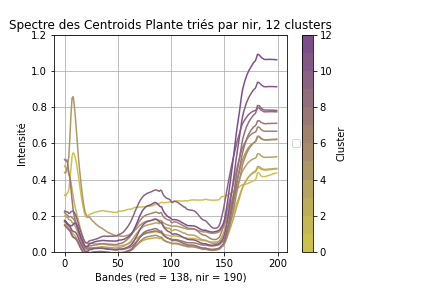 Spectre des Centroids Plante triés par nir, 12 clusters
1.2
1.0
0.8
0.6
0.4
0.2
0.0
Intensité
0 50 100 150 200
Bandes (red = 138, nir = 190)
12
10
8
6
4
2
0
Cluster